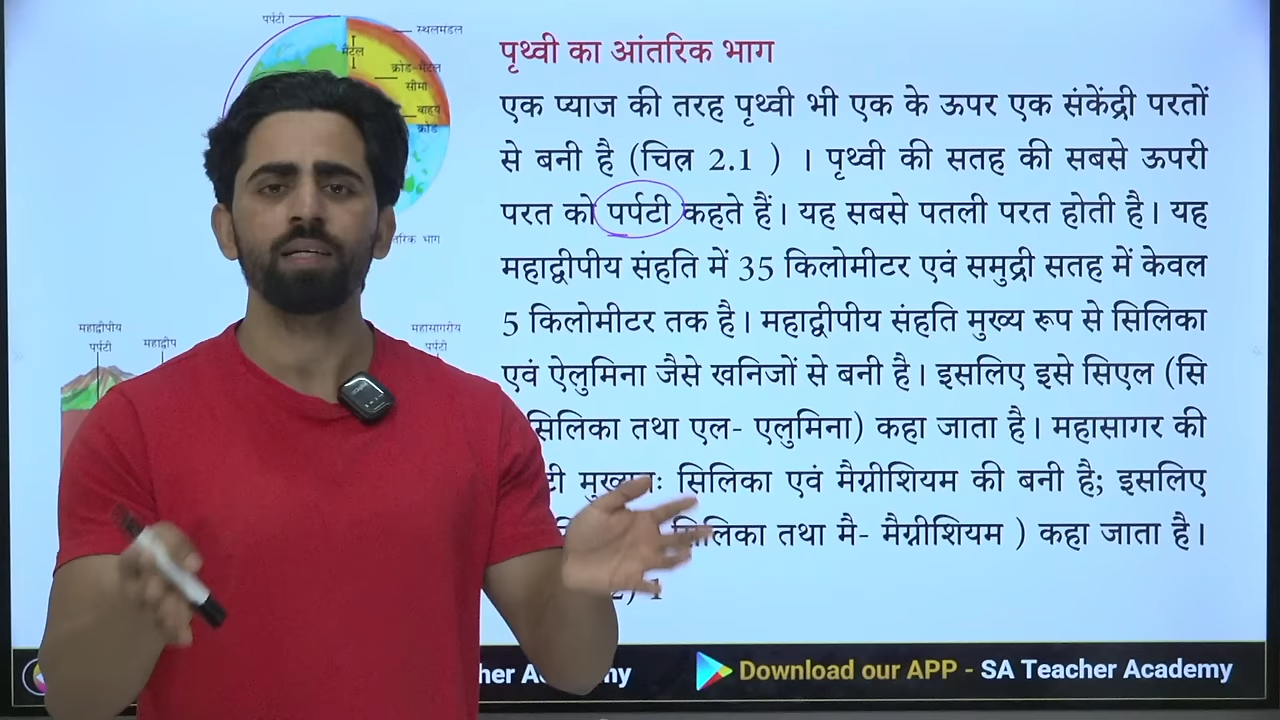 पर्पटी
स्थलमंडल
मैंटल
क्रोड-मैंटल
सीमा
बाह्य
क्रोड
तरिक भाग
महाद्वीपीय
पर्पटी
महाद्वीप
महासागरीय
पर्पटी
पृथ्वी का आंतरिक भाग
एक प्याज की तरह पृथ्वी भी एक के ऊपर एक संकेंद्री परतों
से बनी है (चित्र 2.1 ) । पृथ्वी की सतह की सबसे ऊपरी
परत को पर्पटी कहते हैं। यह सबसे पतली परत होती है। यह
महाद्वीपीय संहति में 35 किलोमीटर एवं समुद्री सतह में केवल
5 किलोमीटर तक है। महाद्वीपीय संहति मुख्य रूप से सिलिका
एवं ऐलुमिना जैसे खनिजों से बनी है। इसलिए इसे सिएल (सि
सिलिका तथा एल- एलुमिना) कहा जाता है। महासागर की
टी मुख्यतः सिलिका एवं मैग्नीशियम की बनी है; इसलिए
सिलिका तथा मै- मैग्नीशियम ) कहा जाता है।
her Academy
Download our APP - SA Teacher Academy